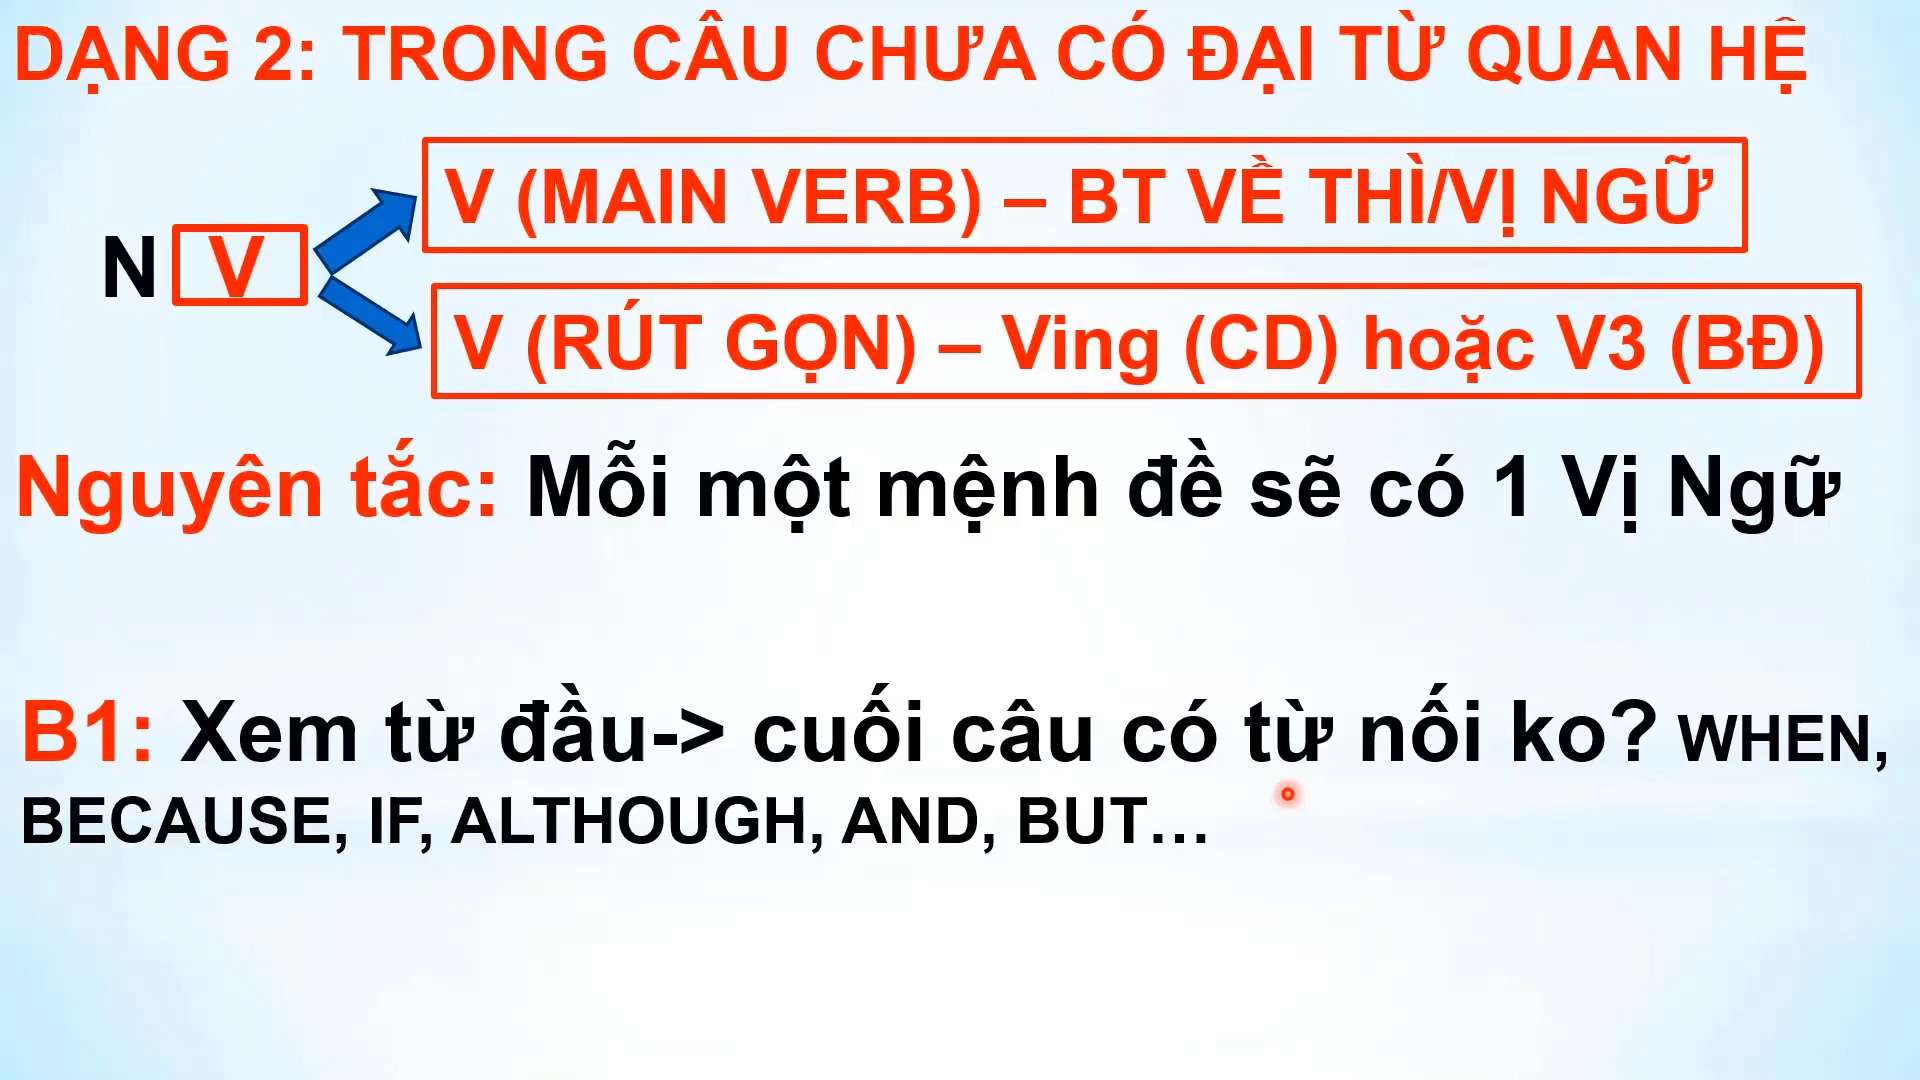 DẠNG 2: TRONG CÂU CHƯA CÓ ĐẠI TỪ QUAN HỆ
V (MAIN VERB) – BT VỀ THÌ/VỊ NGỮ
N V
V (RÚT GỌN) – Ving (CD) hoặc V3 (BĐ)
Nguyên tắc: Mỗi một mệnh đề sẽ có 1 Vị Ngữ
B1: Xem từ đầu-> cuối câu có từ nối ko? WHEN,
BECAUSE, IF, ALTHOUGH, AND, BUT...